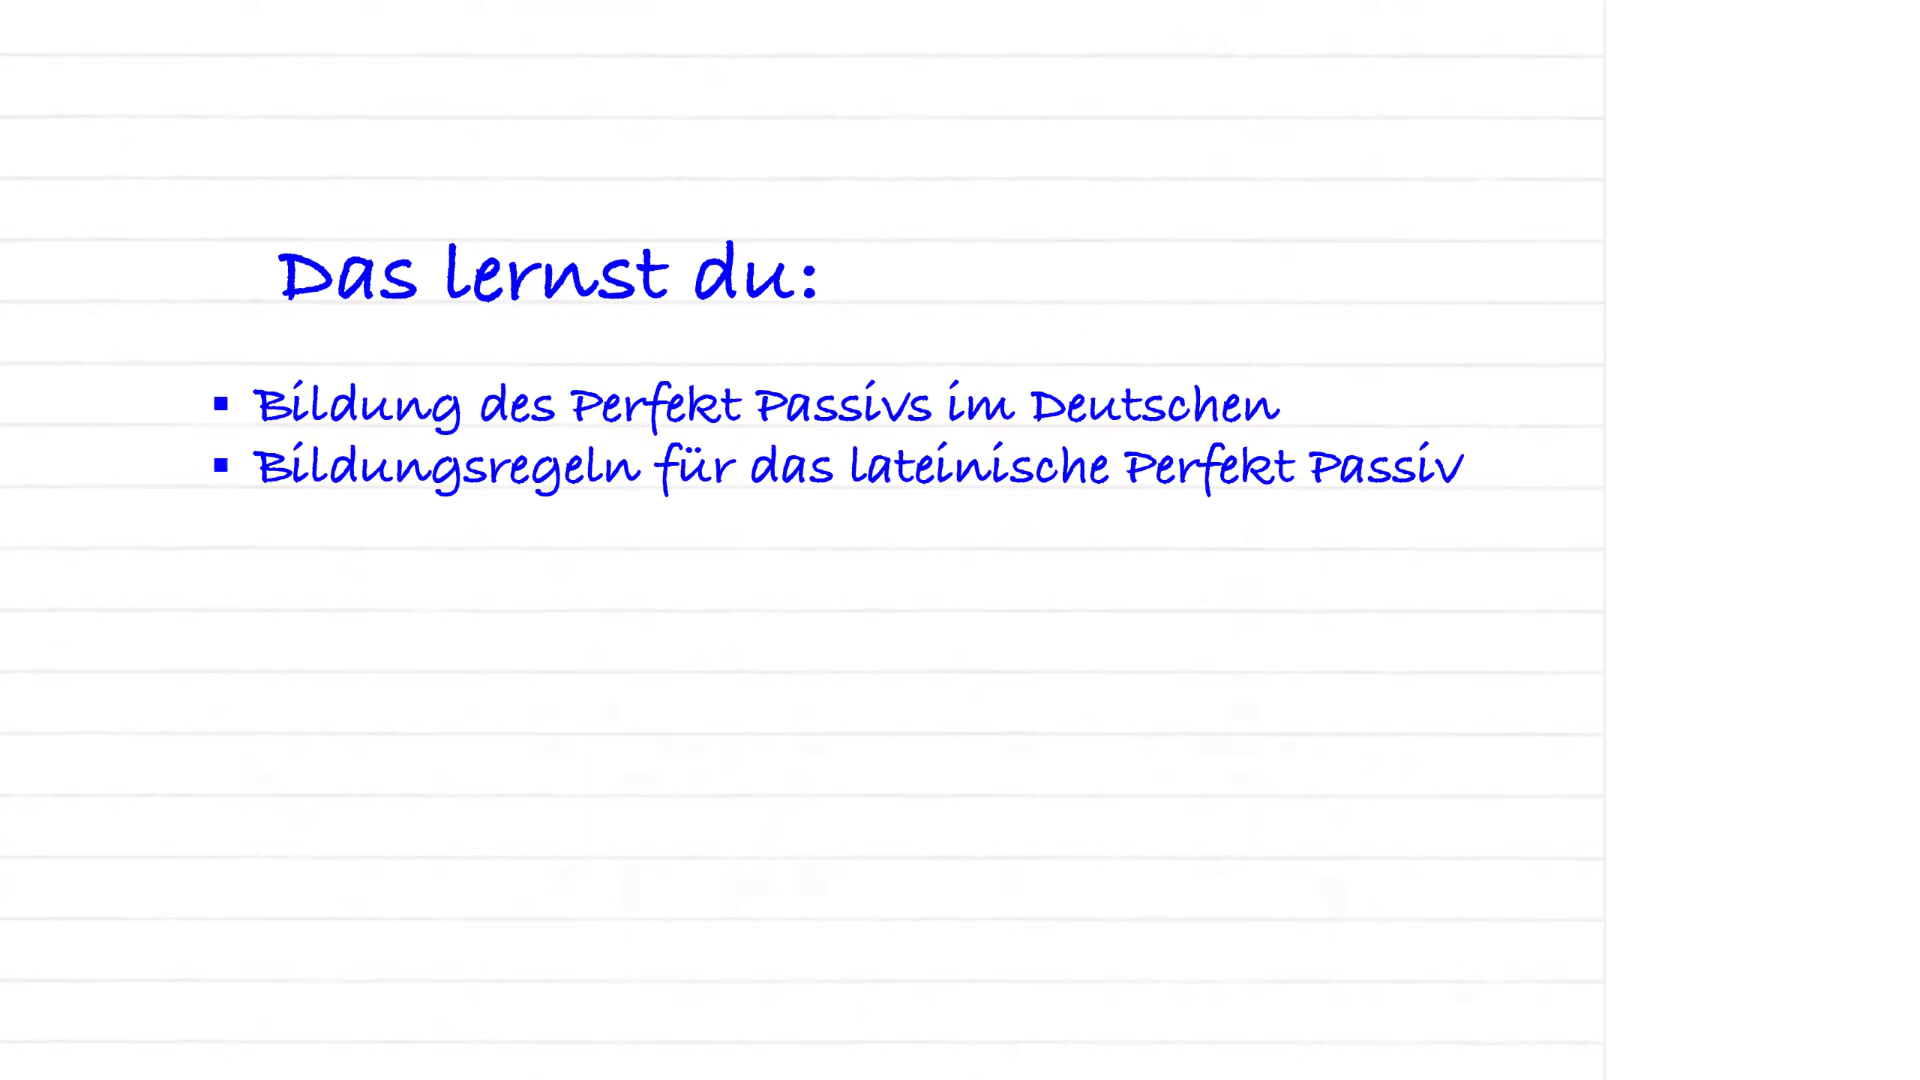 Das lernst du:
▪ Bildung des Perfekt Passivs im Deutschen
▪ Bildungsregeln für das lateinische Perfekt Passiv